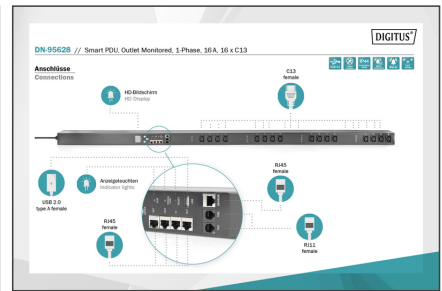 DIGITUS®
DN-95628 // Smart PDU, Outlet Monitored, 1-Phase, 16 A, 16 x C13
Anschlüsse
Connections
C13
female
HD-Bildschirm
HD Display
Anzeigeleuchten
Indicator lights
USB 2.0
type A female
RJ45
female
RJ45
female
RJ11
female